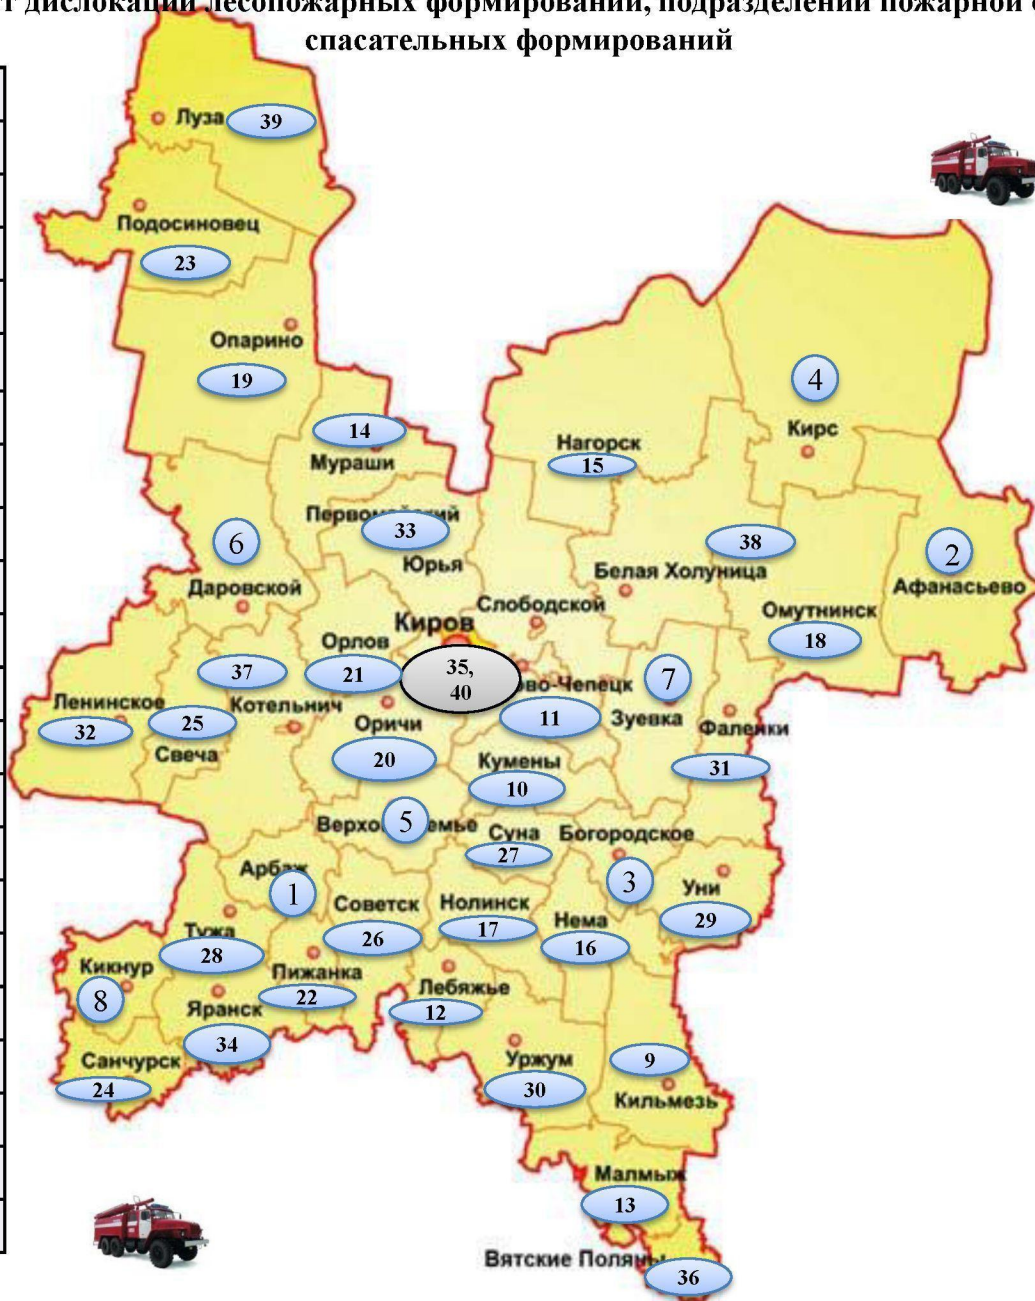 т дислокации лесопожарных формирований, подразделений пожарной
спасательных формирований
Луза 39
Подосиновец
23
Опарино
19
4
14
Кирс
Нагорск
Мураши
15
33
6
38
2
Юрья
Белая Холуница
Афанасьево
Даровской
Слободской
Омутнинск
Киров
18
Орлов
35,
37
21
7
40
Ленинское
Котельнич
11
Зуевка
25
Оричи
Фаленки
32
Свеча
20
Кумены
31
10
5
Суна
Богородское
27
Арбаж
3
1
Уни
Советск
Нолинск
29
Нема
17
Тужа
26
16
28
Кикнур
Пижанка
Лебяжье
22
8
Яранск
12
34
Уржум
9
Санчурск
24
30
Кильмезь
Малмыж
13
Вятские Поляны
36